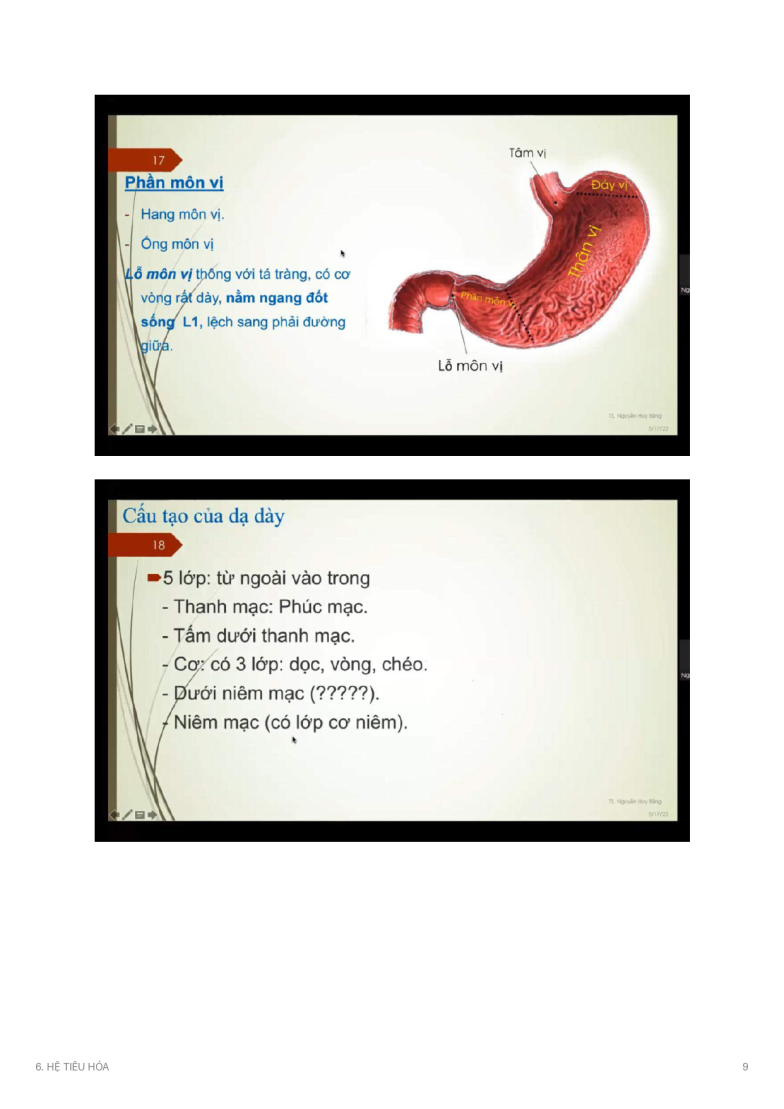 17
Phần môn vị
- Hang môn vị.
- Ống môn vị
Lỗ môn vị thông với tá tràng, có cơ
vòng rất dày, nằm ngang đốt
sống L1, lệch sang phải đường
giữa.
Tâm vị
Đáy vị
Thân vị
Phần môn vị
Lỗ môn vị
TS. Nguyễn Huy Bằng
5/17/22
Ng
Cấu tạo của dạ dày
18
5 lớp: từ ngoài vào trong
- Thanh mạc: Phúc mạc.
- Tấm dưới thanh mạc.
- Cơ: có 3 lớp: dọc, vòng, chéo.
- Dưới niêm mạc (?????).
- Niêm mạc (có lớp cơ niêm).
TS. Nguyễn Huy Bằng
5/17/22
Ng
6. HỆ TIÊU HÓA
9